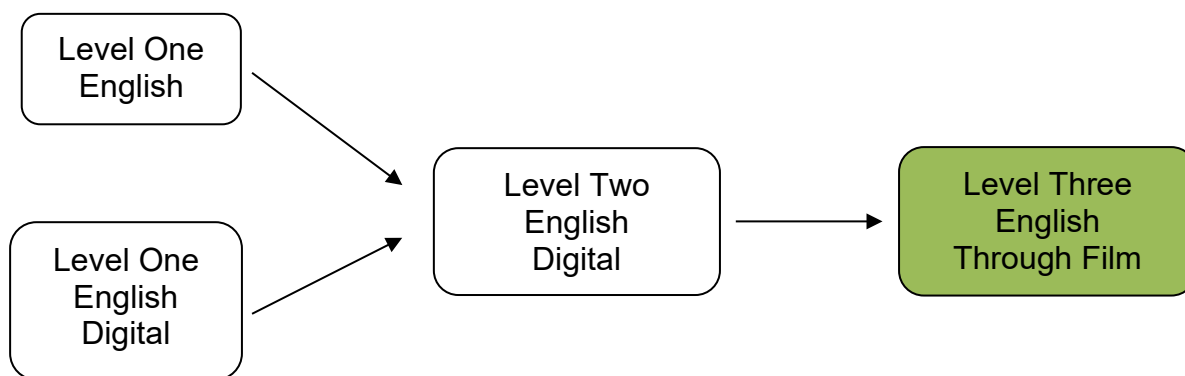 Level One
English
Level One
English
Digital
Level Two
English
Digital
Level Three
English
Through Film